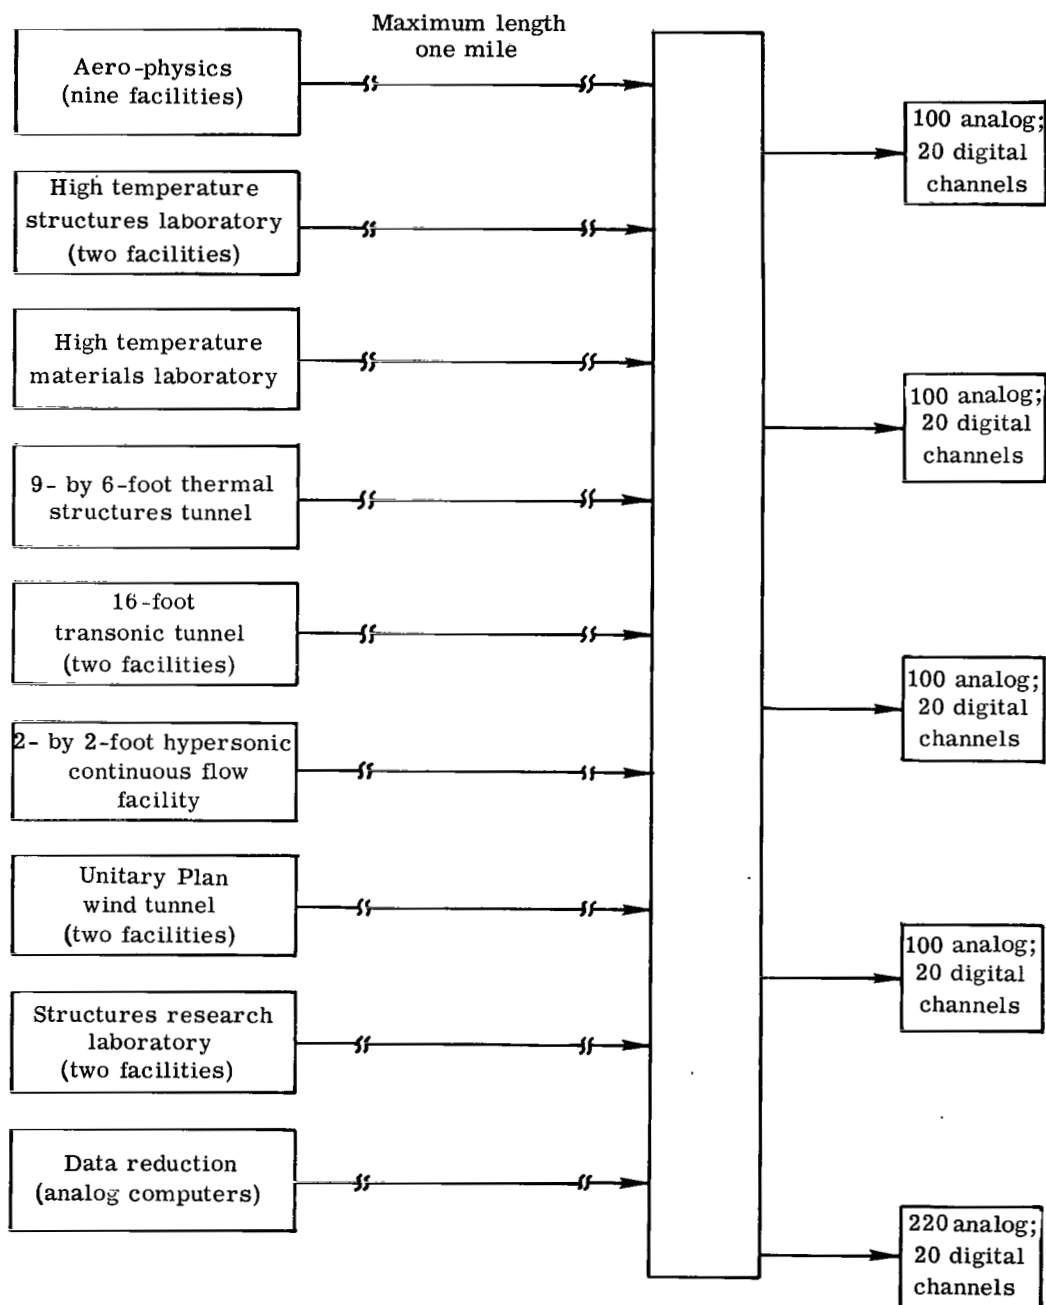 Maximum length
one mile
Aero-physics
(nine facilities)
High temperature
structures laboratory
(two facilities)
High temperature
materials laboratory
9- by 6-foot thermal
structures tunnel
16-foot
transonic tunnel
(two facilities)
2- by 2-foot hypersonic
continuous flow
facility
Unitary Plan
wind tunnel
(two facilities)
Structures research
laboratory
(two facilities)
Data reduction
(analog computers)
100 analog;
20 digital
channels
100 analog;
20 digital
channels
100 analog;
20 digital
channels
100 analog;
20 digital
channels
220 analog;
20 digital
channels